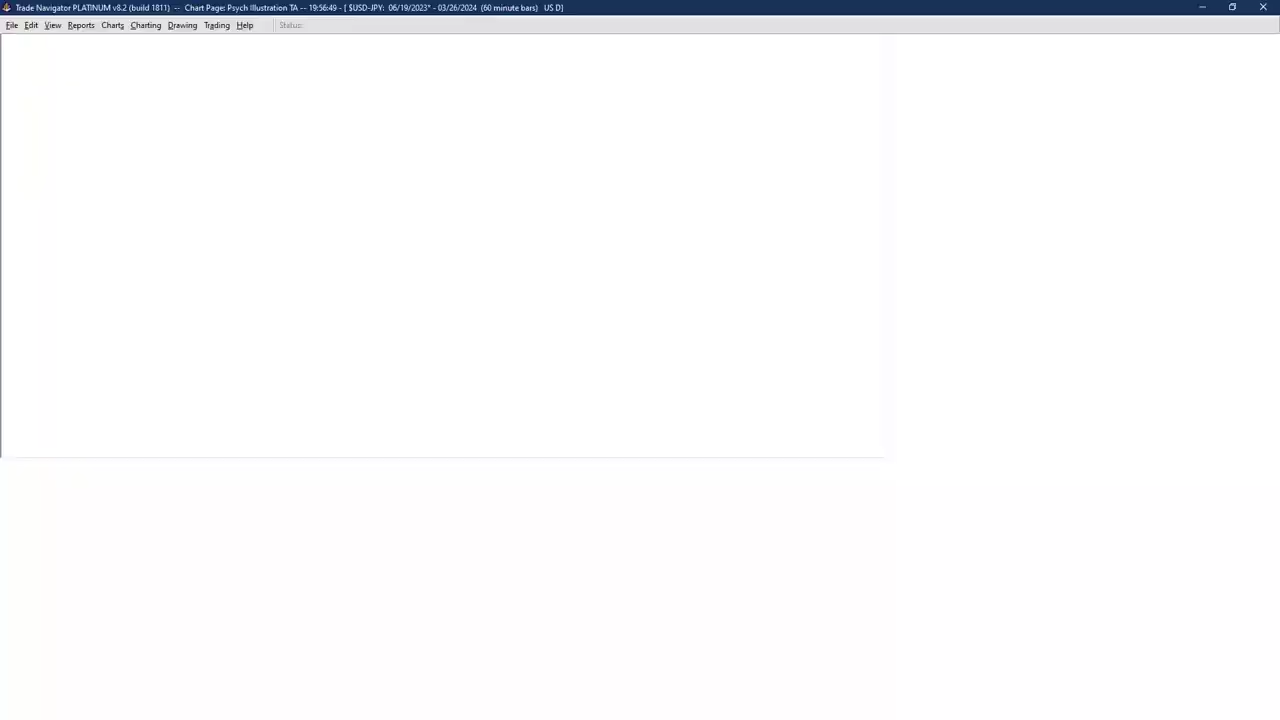 Trade Navigator PLATINUM v8.2 (build 1811) -- Chart Page: Psych Illustration TA -- 19:56:49 - [ $USD-JPY: 06/19/2023* - 03/26/2024 (60 minute bars) US D]
File Edit View Reports Charts Charting Drawing Trading Help Status: